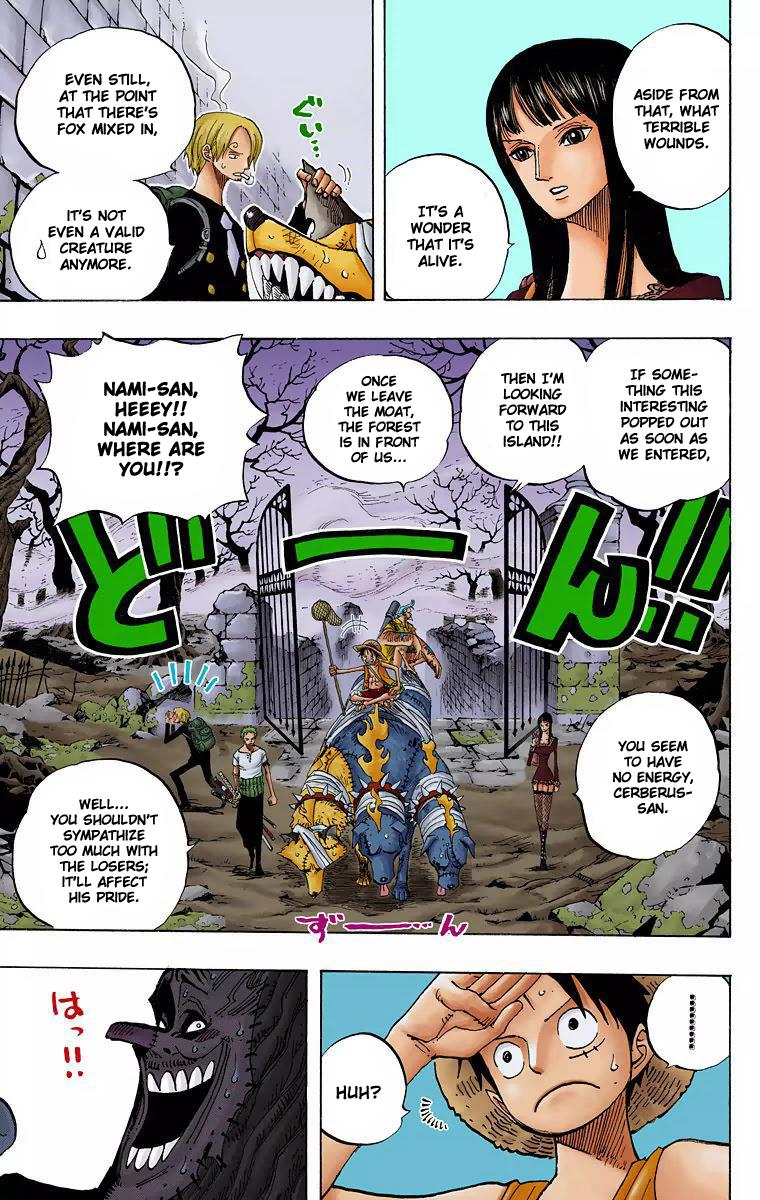 ASIDE FROM
THAT, WHAT
TERRIBLE
WOUNDS.
IT'S A
WONDER
THAT IT'S
ALIVE.
EVEN STILL,
AT THE POINT
THAT THERE'S
FOX MIXED IN,
ぐい…
IT'S NOT
EVEN A VALID
CREATURE
ANYMORE.
IF SOME-
THING THIS
INTERESTING
POPPED OUT
AS SOON AS
WE ENTERED,
THEN I'M
LOOKING
FORWARD
TO THIS
ISLAND!!
ONCE
WE LEAVE
THE MOAT,
THE FOREST
IS IN FRONT
OF US...
NAMI-SAN,
HEEEY!!
NAMI-SAN,
WHERE ARE
YOU!!?
どーん!!
YOU SEEM
TO HAVE
NO ENERGY,
CERBERUS-
SAN.
WELL...
YOU SHOULDN'T
SYMPATHIZE
TOO MUCH WITH
THE LOSERS;
IT'LL AFFECT
HIS PRIDE.
ずーん
.........
HUH?
はっ!!